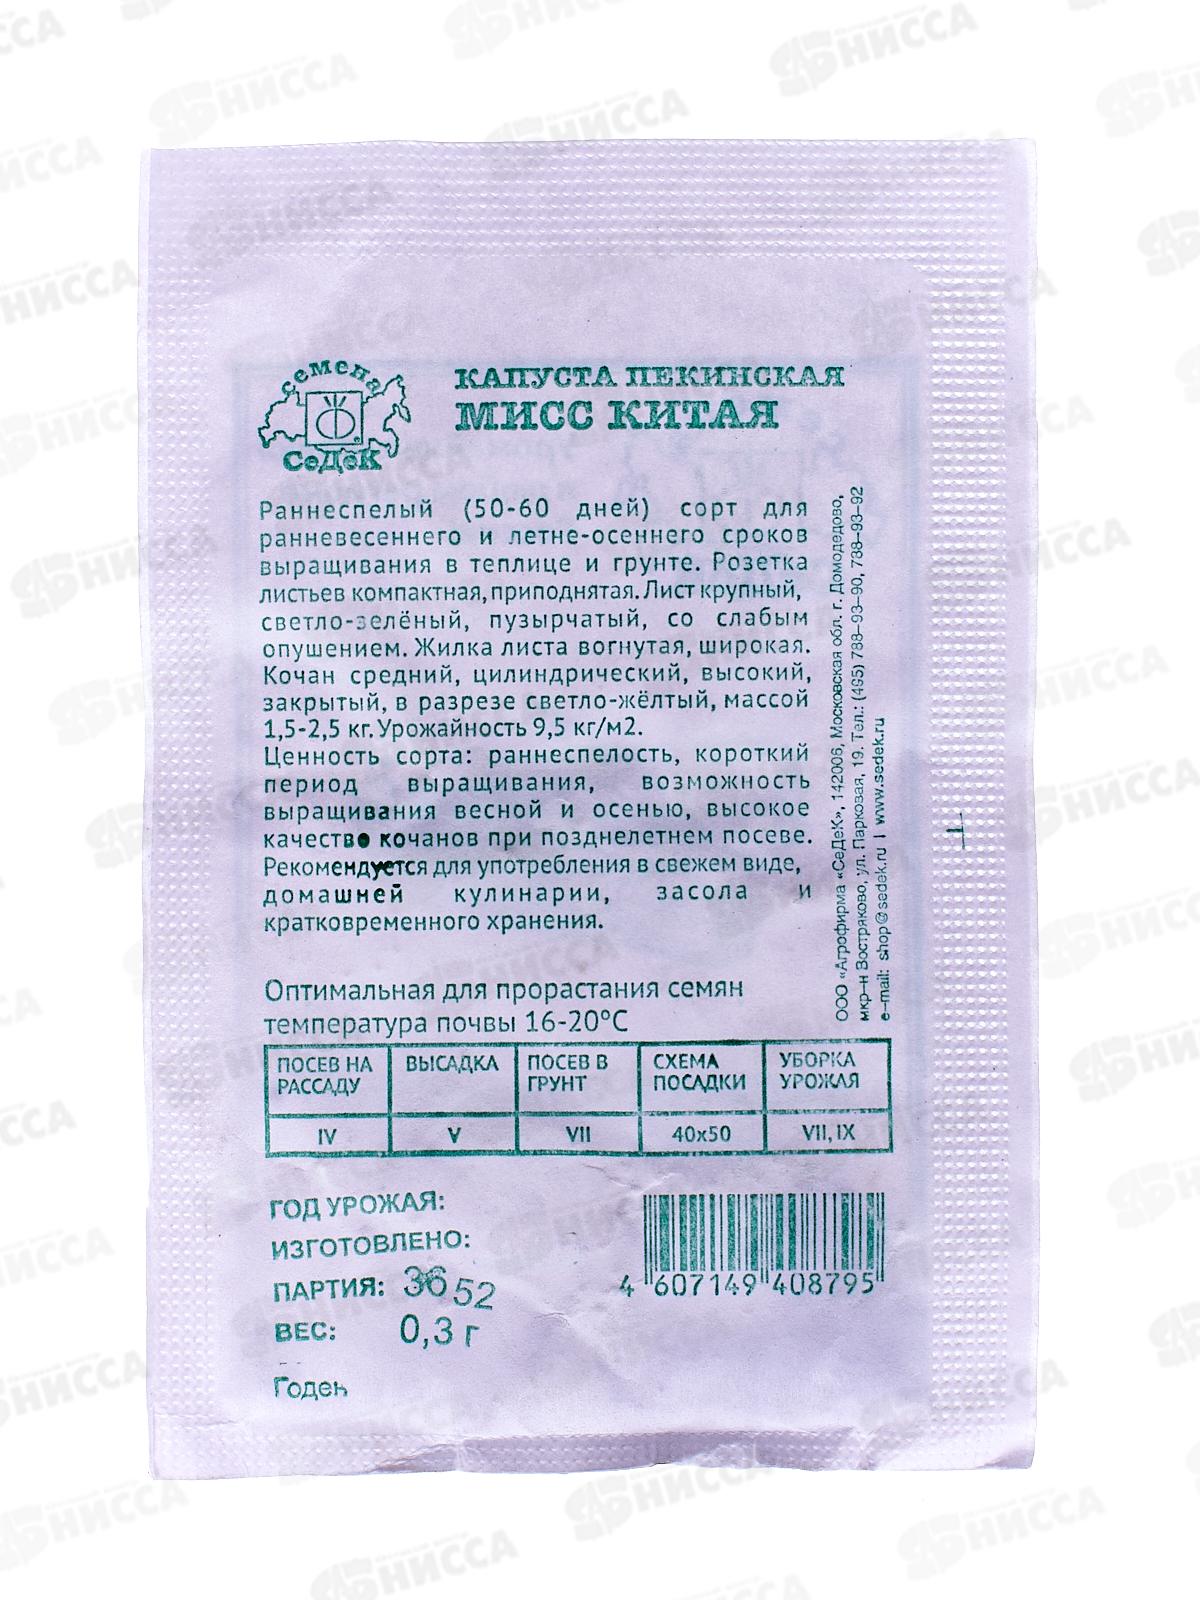 семена
СеДеК
КАПУСТА ПЕКИНСКАЯ
МИСС КИТАЯ
Раннеспелый (50-60 дней) сорт для
ранневесеннего и летне-осеннего сроков
выращивания в теплице и грунте. Розетка
листьев компактная, приподнятая. Лист крупный,
светло-зелёный, пузырчатый, со слабым
опушением. Жилка листа вогнутая, широкая.
Кочан средний, цилиндрический, высокий,
закрытый, в разрезе светло-жёлтый, массой
1,5-2,5 кг. Урожайность 9,5 кг/м2.
Ценность сорта: раннеспелость, короткий
период выращивания, возможность
выращивания весной и осенью, высокое
качество кочанов при позднелетнем посеве.
Рекомендуется для употребления в свежем виде,
домашней кулинарии, засола и
кратковременного хранения.
ООО «Агрофирма «СеДеК», 142006, Московская обл. г. Домодедово,
мкр-н Востряково, ул. Парковая, 19. Тел.: (495) 788-93-90, 788-93-92
e-mail: shop@sedek.ru | www.sedek.ru
Оптимальная для прорастания семян
температура почвы 16-20°С
ПОСЕВ НА РАССАДУ ВЫСАДКА ПОСЕВ В ГРУНТ СХЕМА ПОСАДКИ УБОРКА УРОЖАЯ
IV V VII 40x50 VII, IX
ГОД УРОЖАЯ:
ИЗГОТОВЛЕНО:
ПАРТИЯ: 3652
ВЕС: 0,3 г
Годен
4 607149 408795
НИССА